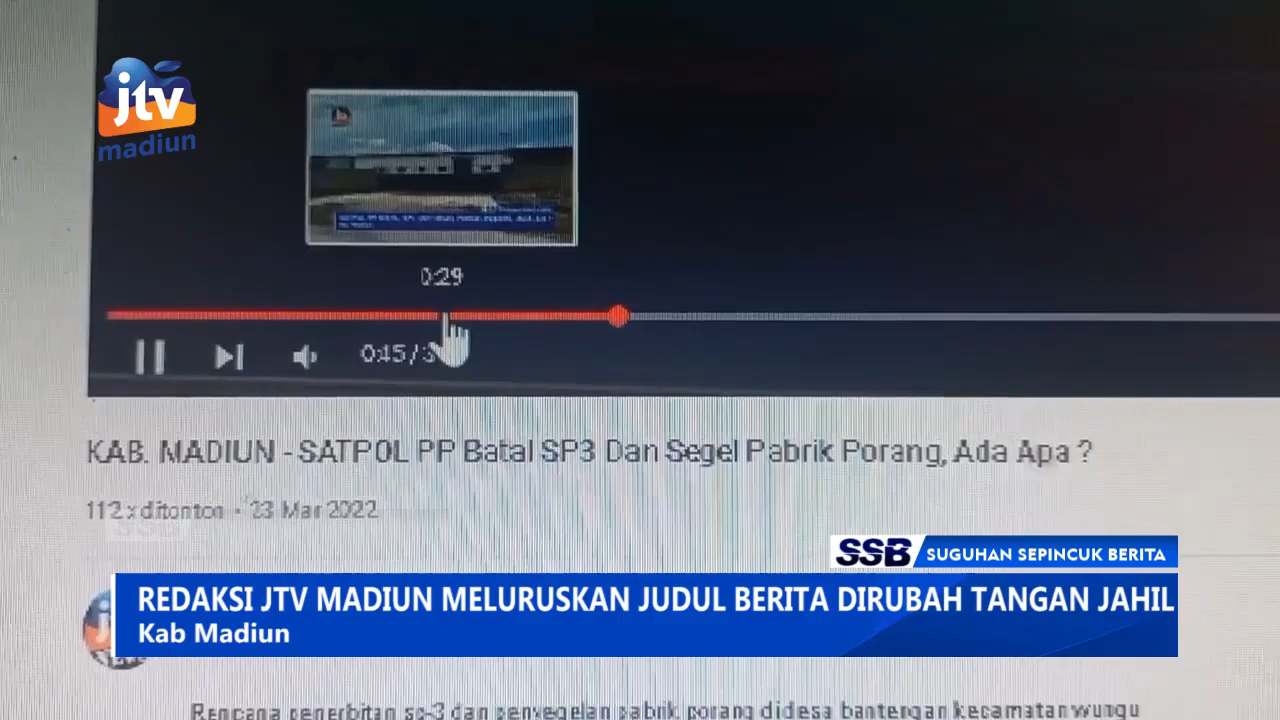 jtv
madiun
0:29
0:45 / 3
KAB. MADIUN - SATPOL PP Batal SP3 Dan Segel Pabrik Porang, Ada Apa ?
112 x ditonton • 23 Mar 2022
SSB
SSB SUGUHAN SEPINCUK BERITA
REDAKSI JTV MADIUN MELURUSKAN JUDUL BERITA DIRUBAH TANGAN JAHIL
Kab Madiun
Rencana penerbitan sp-3 dan penyegelan pabrik porang didesa bantengan kecamatan wungu